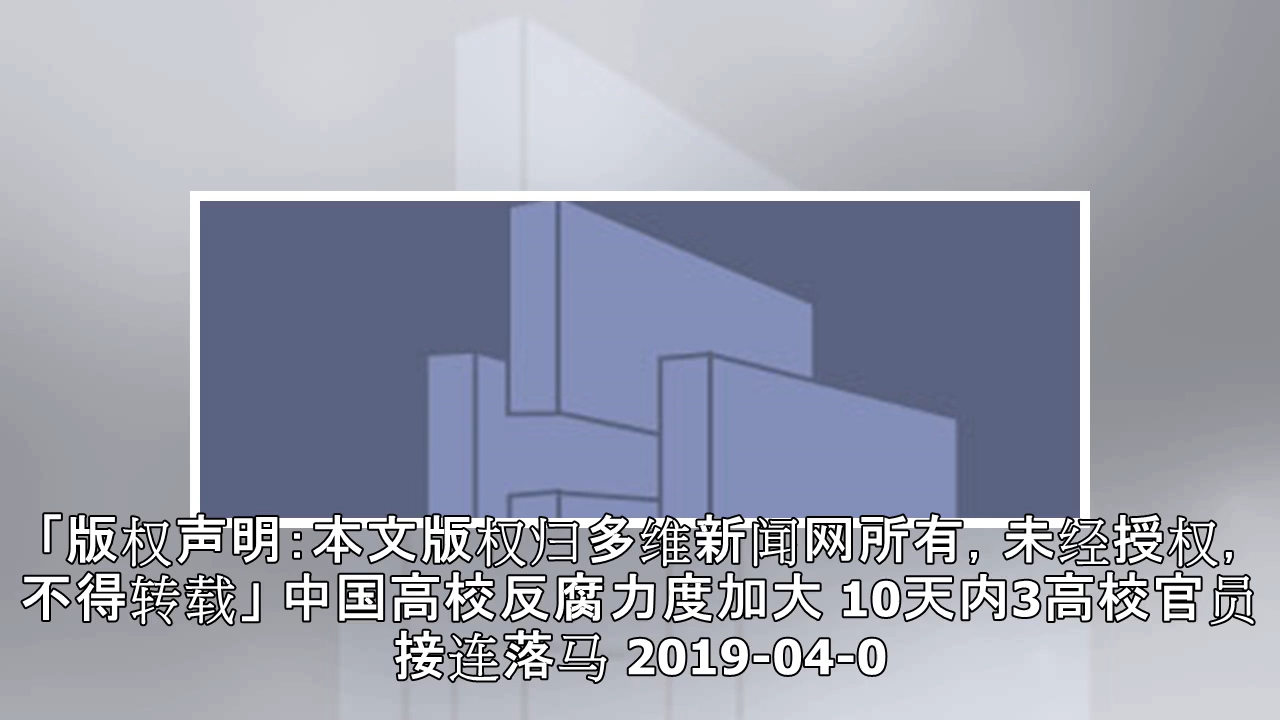 「版权声明:本文版权归多维新闻网所有, 未经授权,
不得转载」中国高校反腐力度加大 10天内3高校官员
接连落马 2019-04-0